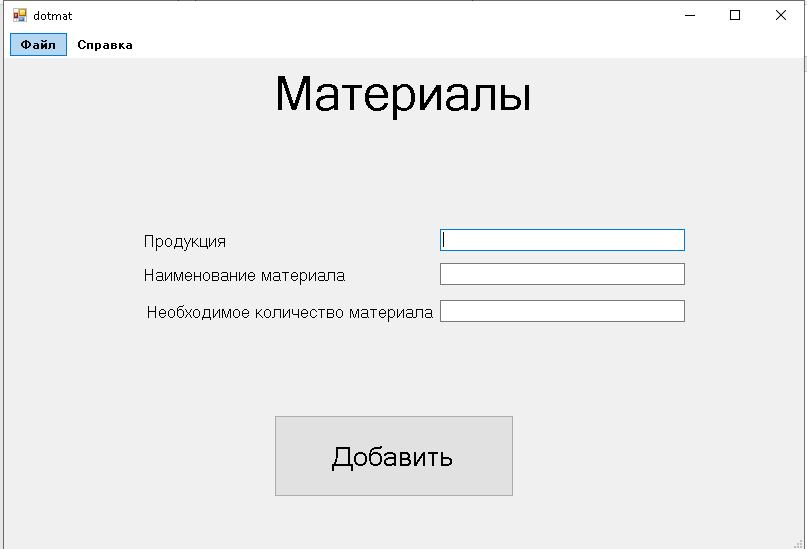 dotmat
Файл Справка
Материалы
Продукция
Наименование материала
Необходимое количество материала
Добавить